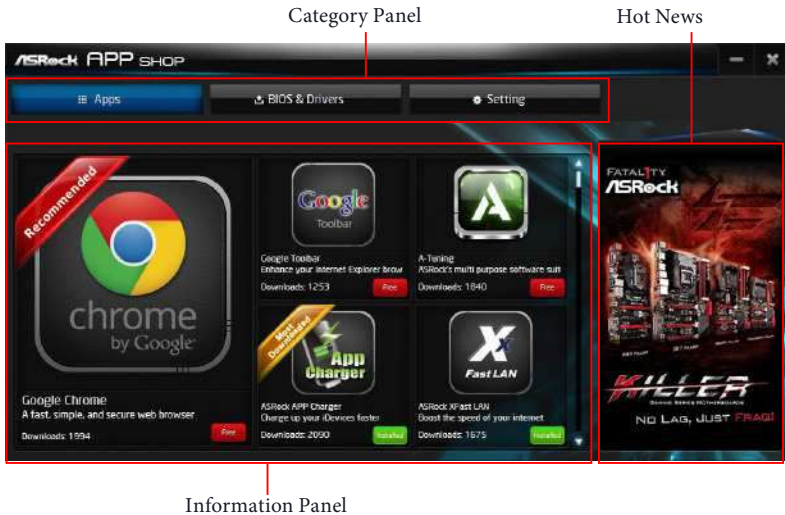 Category Panel
Hot News
ASRock APP SHOP
Apps
BIOS & Drivers
Setting
Recommended
chrome
by Google
Google Chrome
A fast, simple, and secure web browser
Downloads: 1994
Free
Google
Toolbar
Google Toolbar
Enhance your Internet Explorer brow
Downloads: 1253
Free
A-Tuning
ASRock's multi purpose software suit
Downloads: 1840
Free
Most
Downloaded
App
Charger
ASRock APP Charger
Charge up your iDevices faster
Downloads: 2090
Installed
X
Fast LAN
ASRock XFast LAN
Boost the speed of your internet
Downloads: 1675
Installed
FATAL1TY
ASRock
KILLER
NO LAG, JUST FRAG!
Information Panel